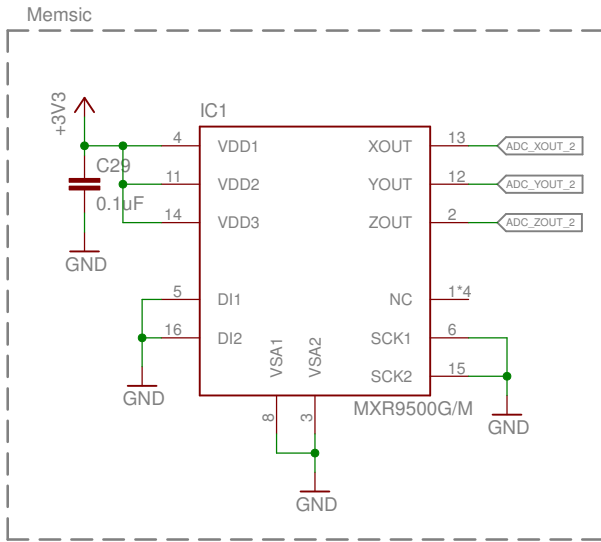 Memsic
+3V3
IC1
C29
0.1uF
GND
4 VDD1
11 VDD2
14 VDD3
5 DI1
16 DI2
GND
XOUT 13 ADC_XOUT_2
YOUT 12 ADC_YOUT_2
ZOUT 2 ADC_ZOUT_2
NC 1*4
SCK1 6
SCK2 15
GND
VSA1 8
VSA2 3
MXR9500G/M
GND